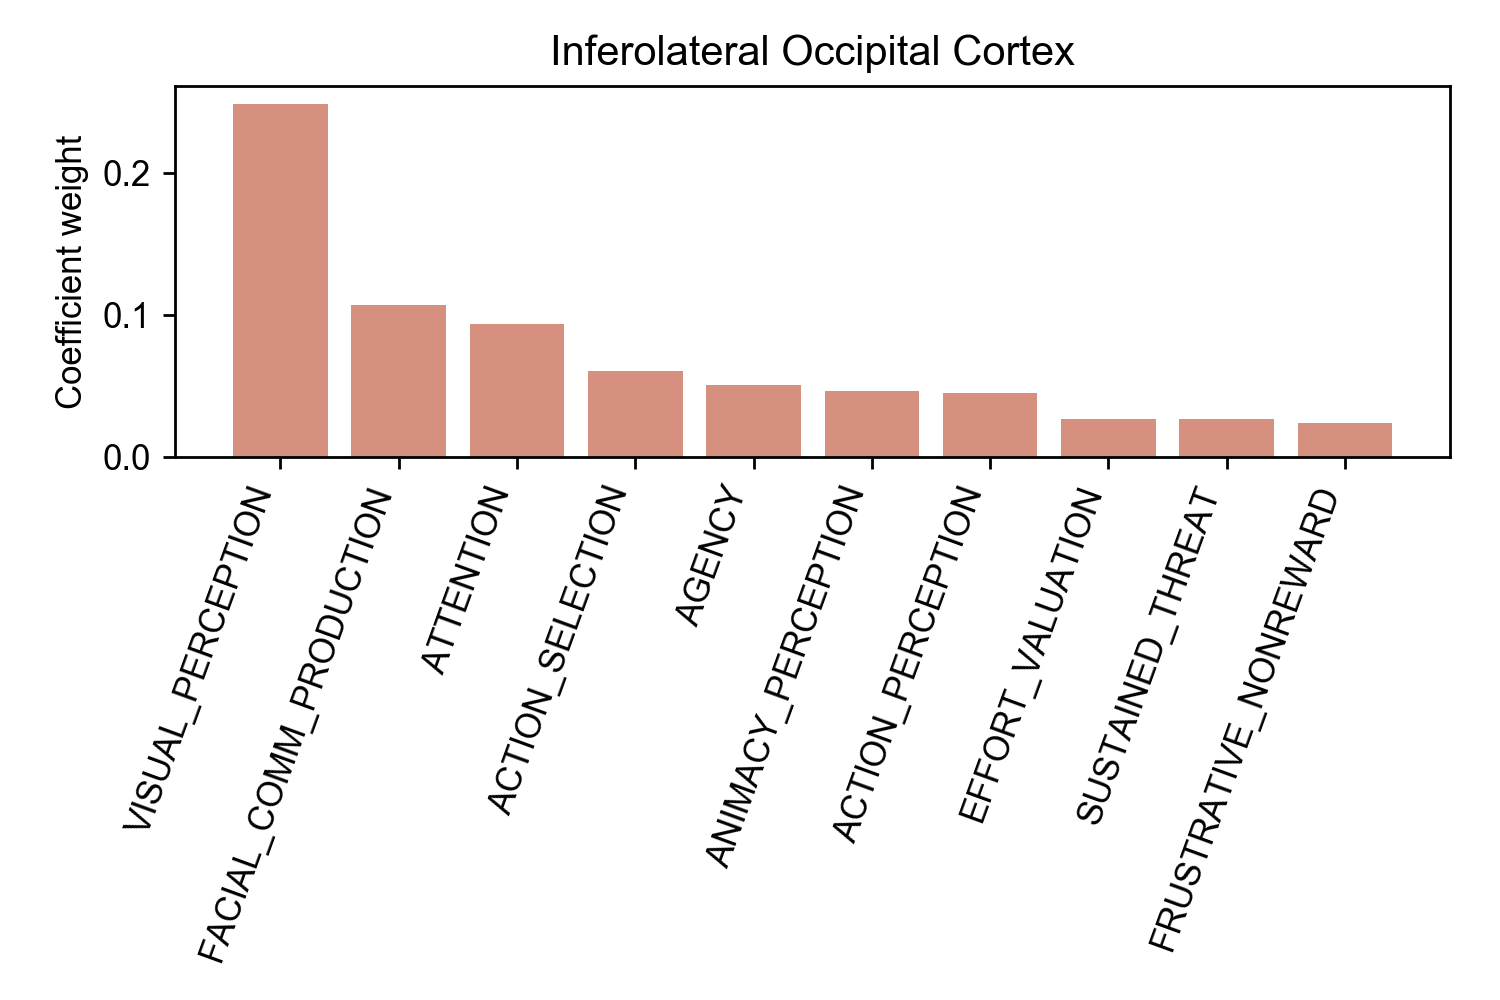 Inferolateral Occipital Cortex
Coefficient weight
0.2
0.1
0.0
VISUAL_PERCEPTION
FACIAL_COMM_PRODUCTION
ATTENTION
ACTION_SELECTION
AGENCY
ANIMACY_PERCEPTION
ACTION_PERCEPTION
EFFORT_VALUATION
SUSTAINED_THREAT
FRUSTRATIVE_NONREWARD